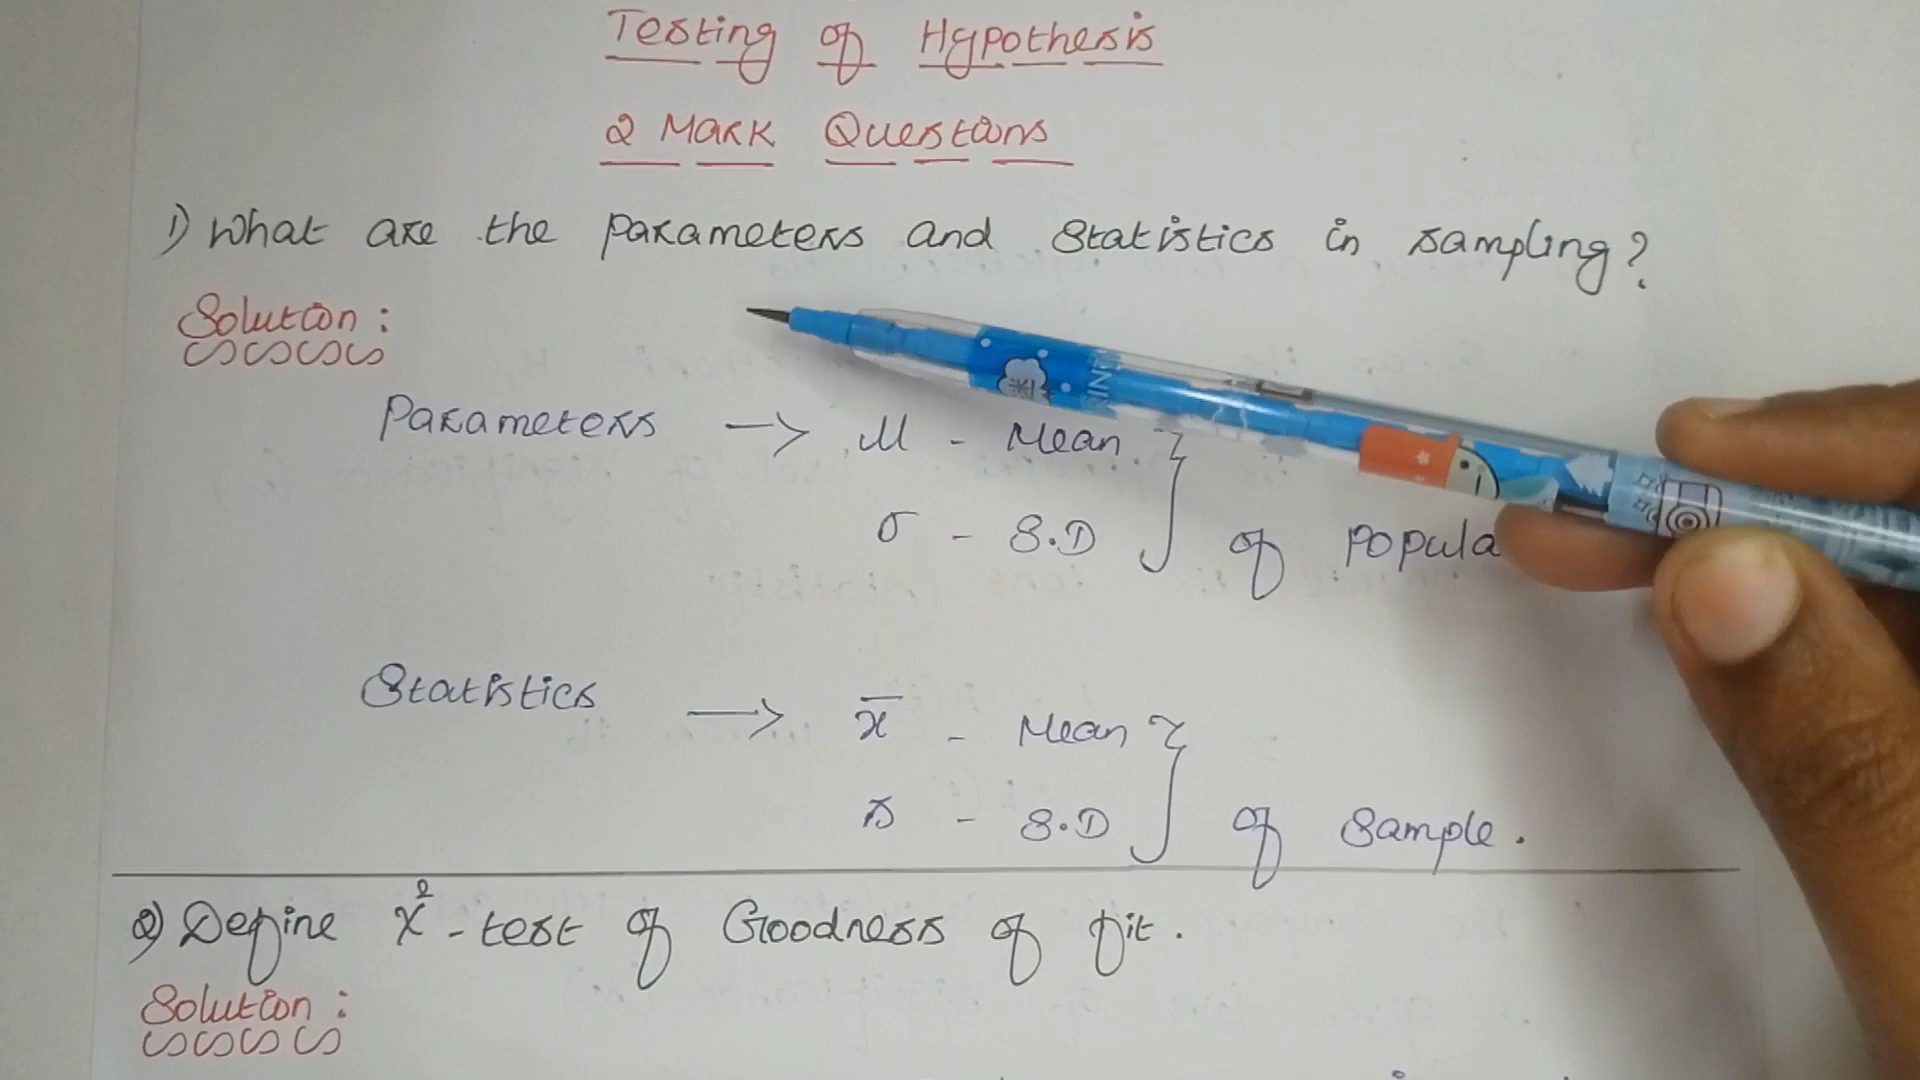 Testing of Hypothesis
2 Mark Questions
1) What are the parameters and statistics in sampling?
Solution :
Parameters → μ - Mean
σ - S.D } of Popula
Statistics → x̄ - Mean
s - S.D } of Sample.
2) Define χ² - test of Goodness of fit.
Solution :